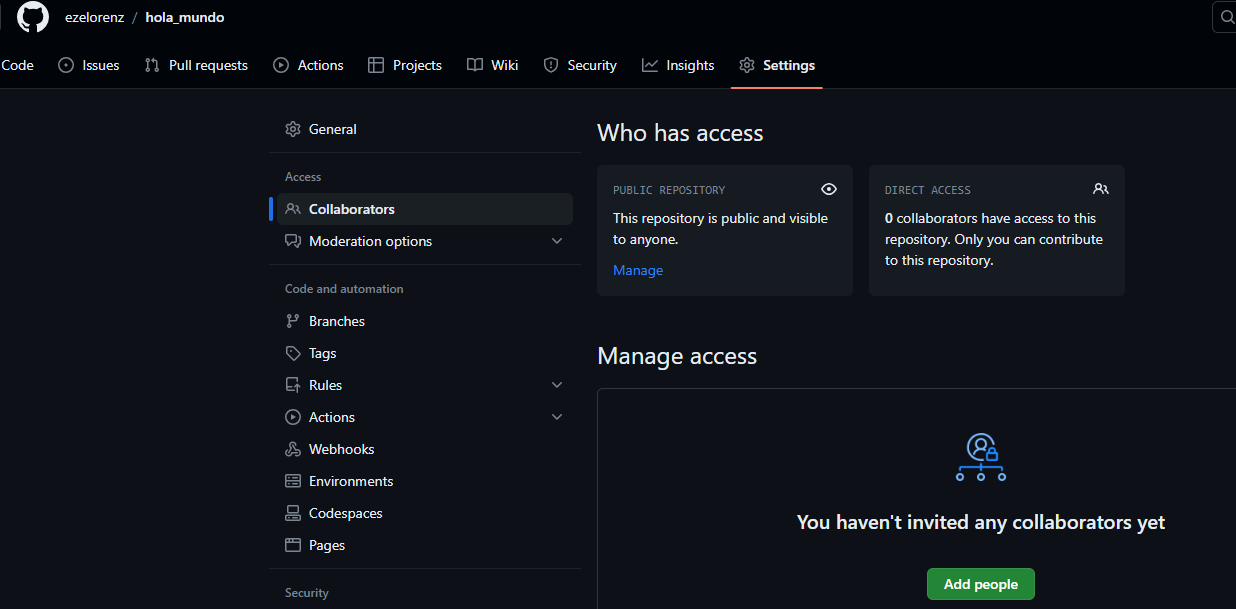 ezelorenz / hola_mundo
Code Issues Pull requests Actions Projects Wiki Security Insights Settings
General
Access
Collaborators
Moderation options
Code and automation
Branches
Tags
Rules
Actions
Webhooks
Environments
Codespaces
Pages
Security
Who has access
PUBLIC REPOSITORY
This repository is public and visible
to anyone.
Manage
DIRECT ACCESS
0 collaborators have access to this
repository. Only you can contribute
to this repository.
Manage access
You haven't invited any collaborators yet
Add people